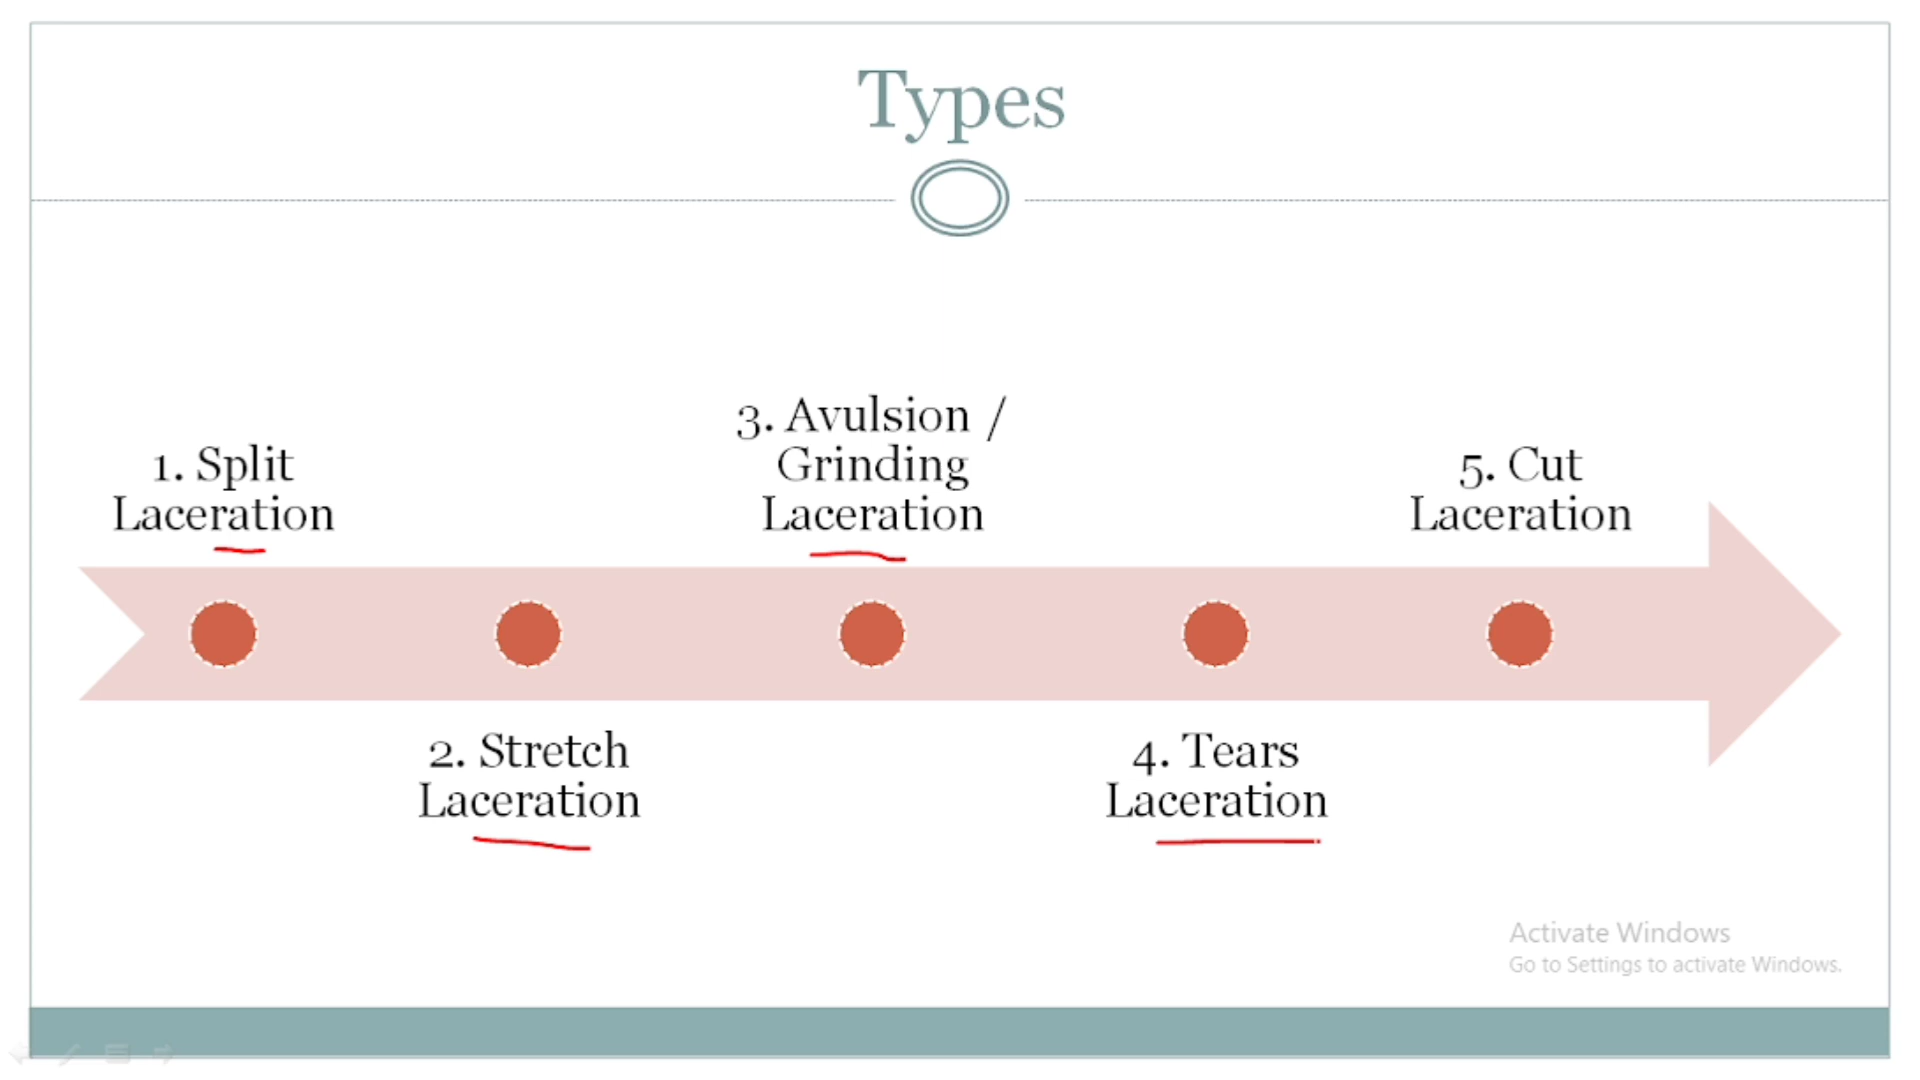 Types
1. Split
Laceration
2. Stretch
Laceration
3. Avulsion /
Grinding
Laceration
4. Tears
Laceration
5. Cut
Laceration
Activate Windows
Go to Settings to activate Windows.